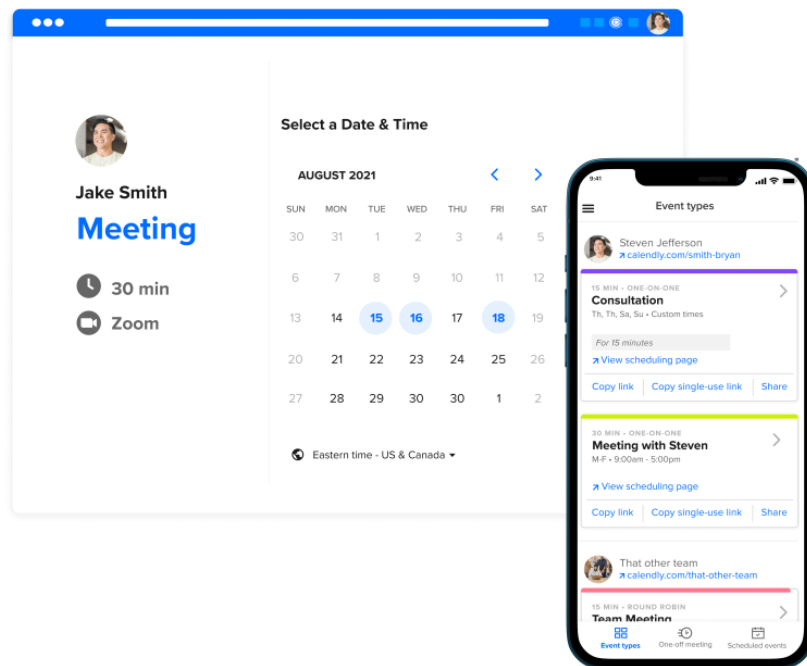 Jake Smith
Meeting
30 min
Zoom
Select a Date & Time
AUGUST 2021
SUN MON TUE WED THU FRI SAT
30 31 1 2 3 4 5
6 7 8 9 10 11 12
13 14 15 16 17 18 19
20 21 22 23 24 25 26
27 28 29 30 30 1 2
Eastern time - US & Canada
9:41
Event types
Steven Jefferson
calendly.com/smith-bryan
15 MIN • ONE-ON-ONE
Consultation
Th, Th, Sa, Su • Custom times
For 15 minutes
View scheduling page
Copy link Copy single-use link Share
30 MIN • ONE-ON-ONE
Meeting with Steven
M-F • 9:00am - 5:00pm
View scheduling page
Copy link Copy single-use link Share
That other team
calendly.com/that-other-team
15 MIN • ROUND ROBIN
Team Meeting
Event types One-off meeting Scheduled events